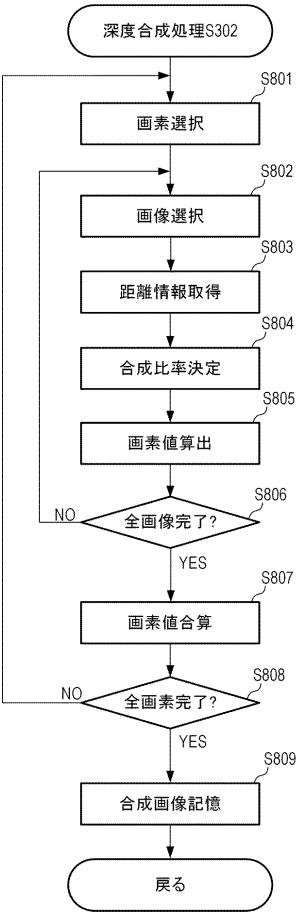 深度合成処理S302
S801
画素選択
S802
画像選択
S803
距離情報取得
S804
合成比率決定
S805
画素値算出
S806
全画像完了?
NO
YES
S807
画素値合算
S808
全画素完了?
NO
YES
S809
合成画像記憶
戻る